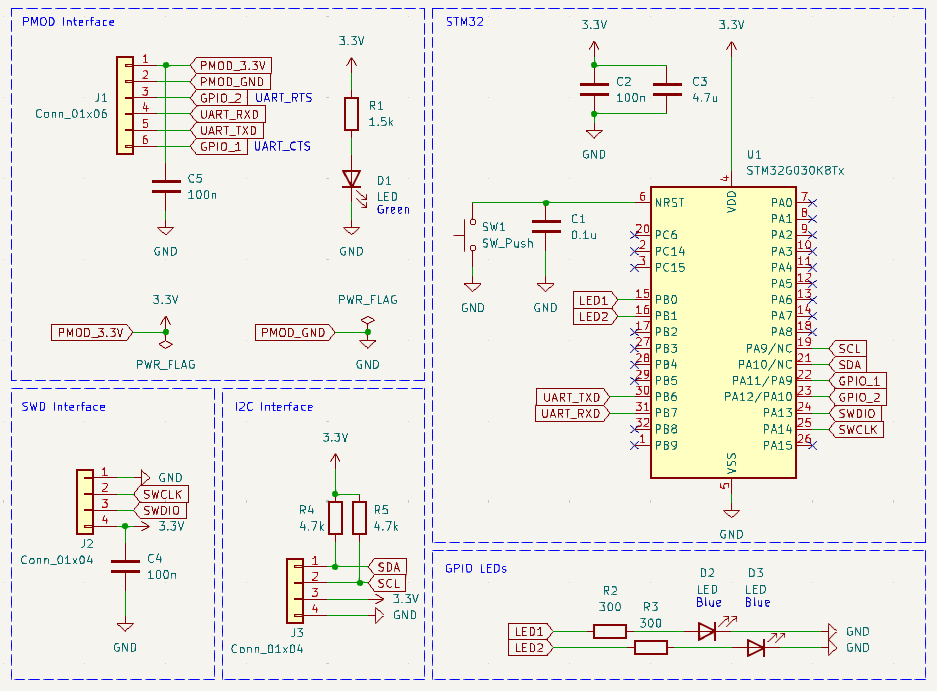 PMOD Interface
1
2
3
4
5
6
J1
Conn_01x06
PMOD_3.3V
PMOD_GND
GPIO_2
UART_RXD
UART_TXD
GPIO_1
UART_RTS
UART_CTS
C5
100n
GND
3.3V
R1
1.5k
D1
LED
Green
GND
3.3V
PMOD_3.3V
PWR_FLAG
PWR_FLAG
PMOD_GND
GND
STM32
3.3V
C2
100n
C3
4.7u
GND
3.3V
U1
STM32G030K8Tx
4
VDD
6 NRST
20 PC6
2 PC14
3 PC15
15 PB0
16 PB1
17 PB2
27 PB3
28 PB4
29 PB5
30 PB6
31 PB7
32 PB8
1 PB9
PA0 7
PA1 8
PA2 9
PA3 10
PA4 11
PA5 12
PA6 13
PA7 14
PA8 18
PA9/NC 19
PA10/NC 21
PA11/PA9 22
PA12/PA10 23
PA13 24
PA14 25
PA15 26
VSS
5
GND
SW1
SW_Push
GND
C1
0.1u
GND
LED1
LED2
UART_TXD
UART_RXD
SCL
SDA
GPIO_1
GPIO_2
SWDIO
SWCLK
SWD Interface
1
2
3
4
J2
Conn_01x04
GND
SWCLK
SWDIO
3.3V
C4
100n
GND
I2C Interface
3.3V
R4
4.7k
R5
4.7k
1
2
3
4
J3
Conn_01x04
SDA
SCL
3.3V
GND
GPIO LEDs
LED1
LED2
R2
300
R3
300
D2
LED
Blue
D3
LED
Blue
GND
GND